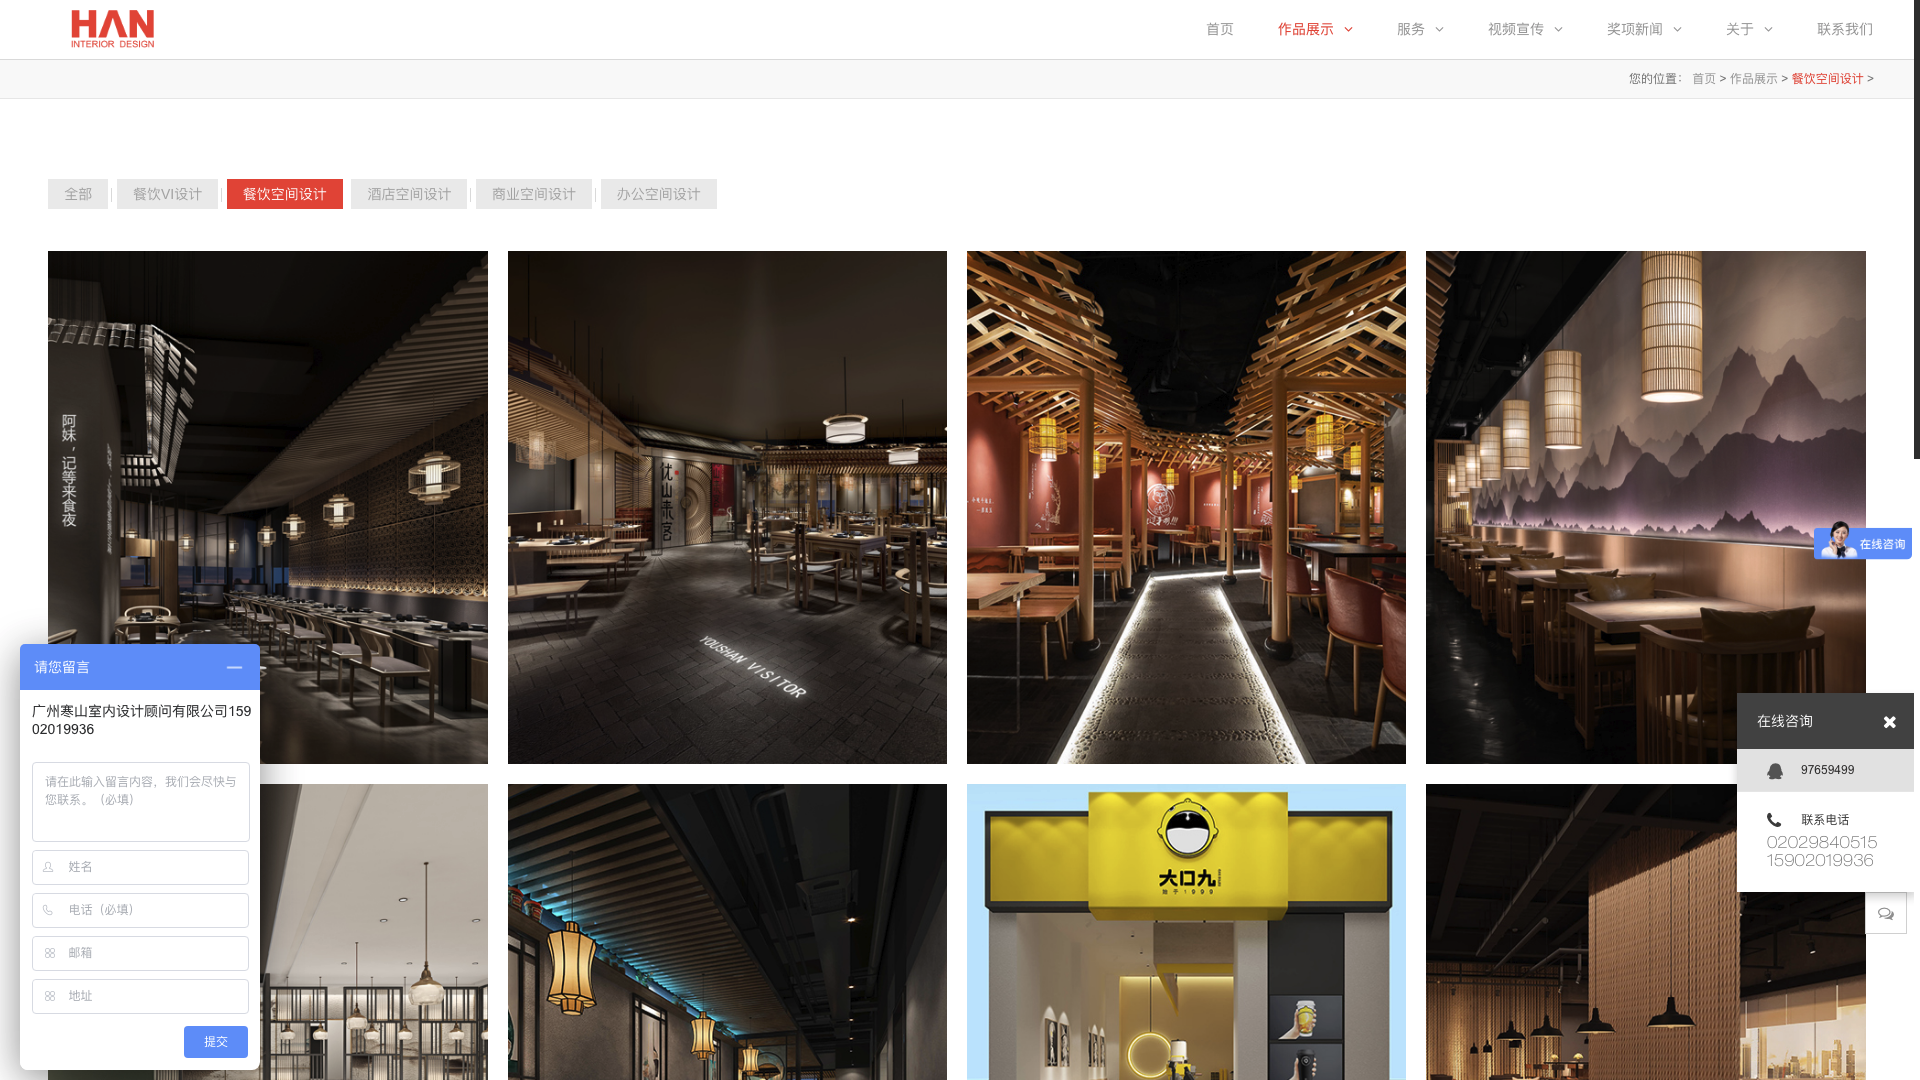 HAN
INTERIOR DESIGN
首页
作品展示
服务
视频宣传
奖项新闻
关于
联系我们
您的位置： 首页 > 作品展示 > 餐饮空间设计 >
全部
餐饮VI设计
餐饮空间设计
酒店空间设计
商业空间设计
办公空间设计
阿妹，记等来食夜
优山来客
YOUSHAN VISITOR
在线咨询
请您留言
广州寒山室内设计顾问有限公司159
02019936
请在此输入留言内容，我们会尽快与
您联系。（必填）
姓名
电话（必填）
邮箱
地址
提交
大口九
始于1999
在线咨询
97659499
联系电话
02029840515
15902019936